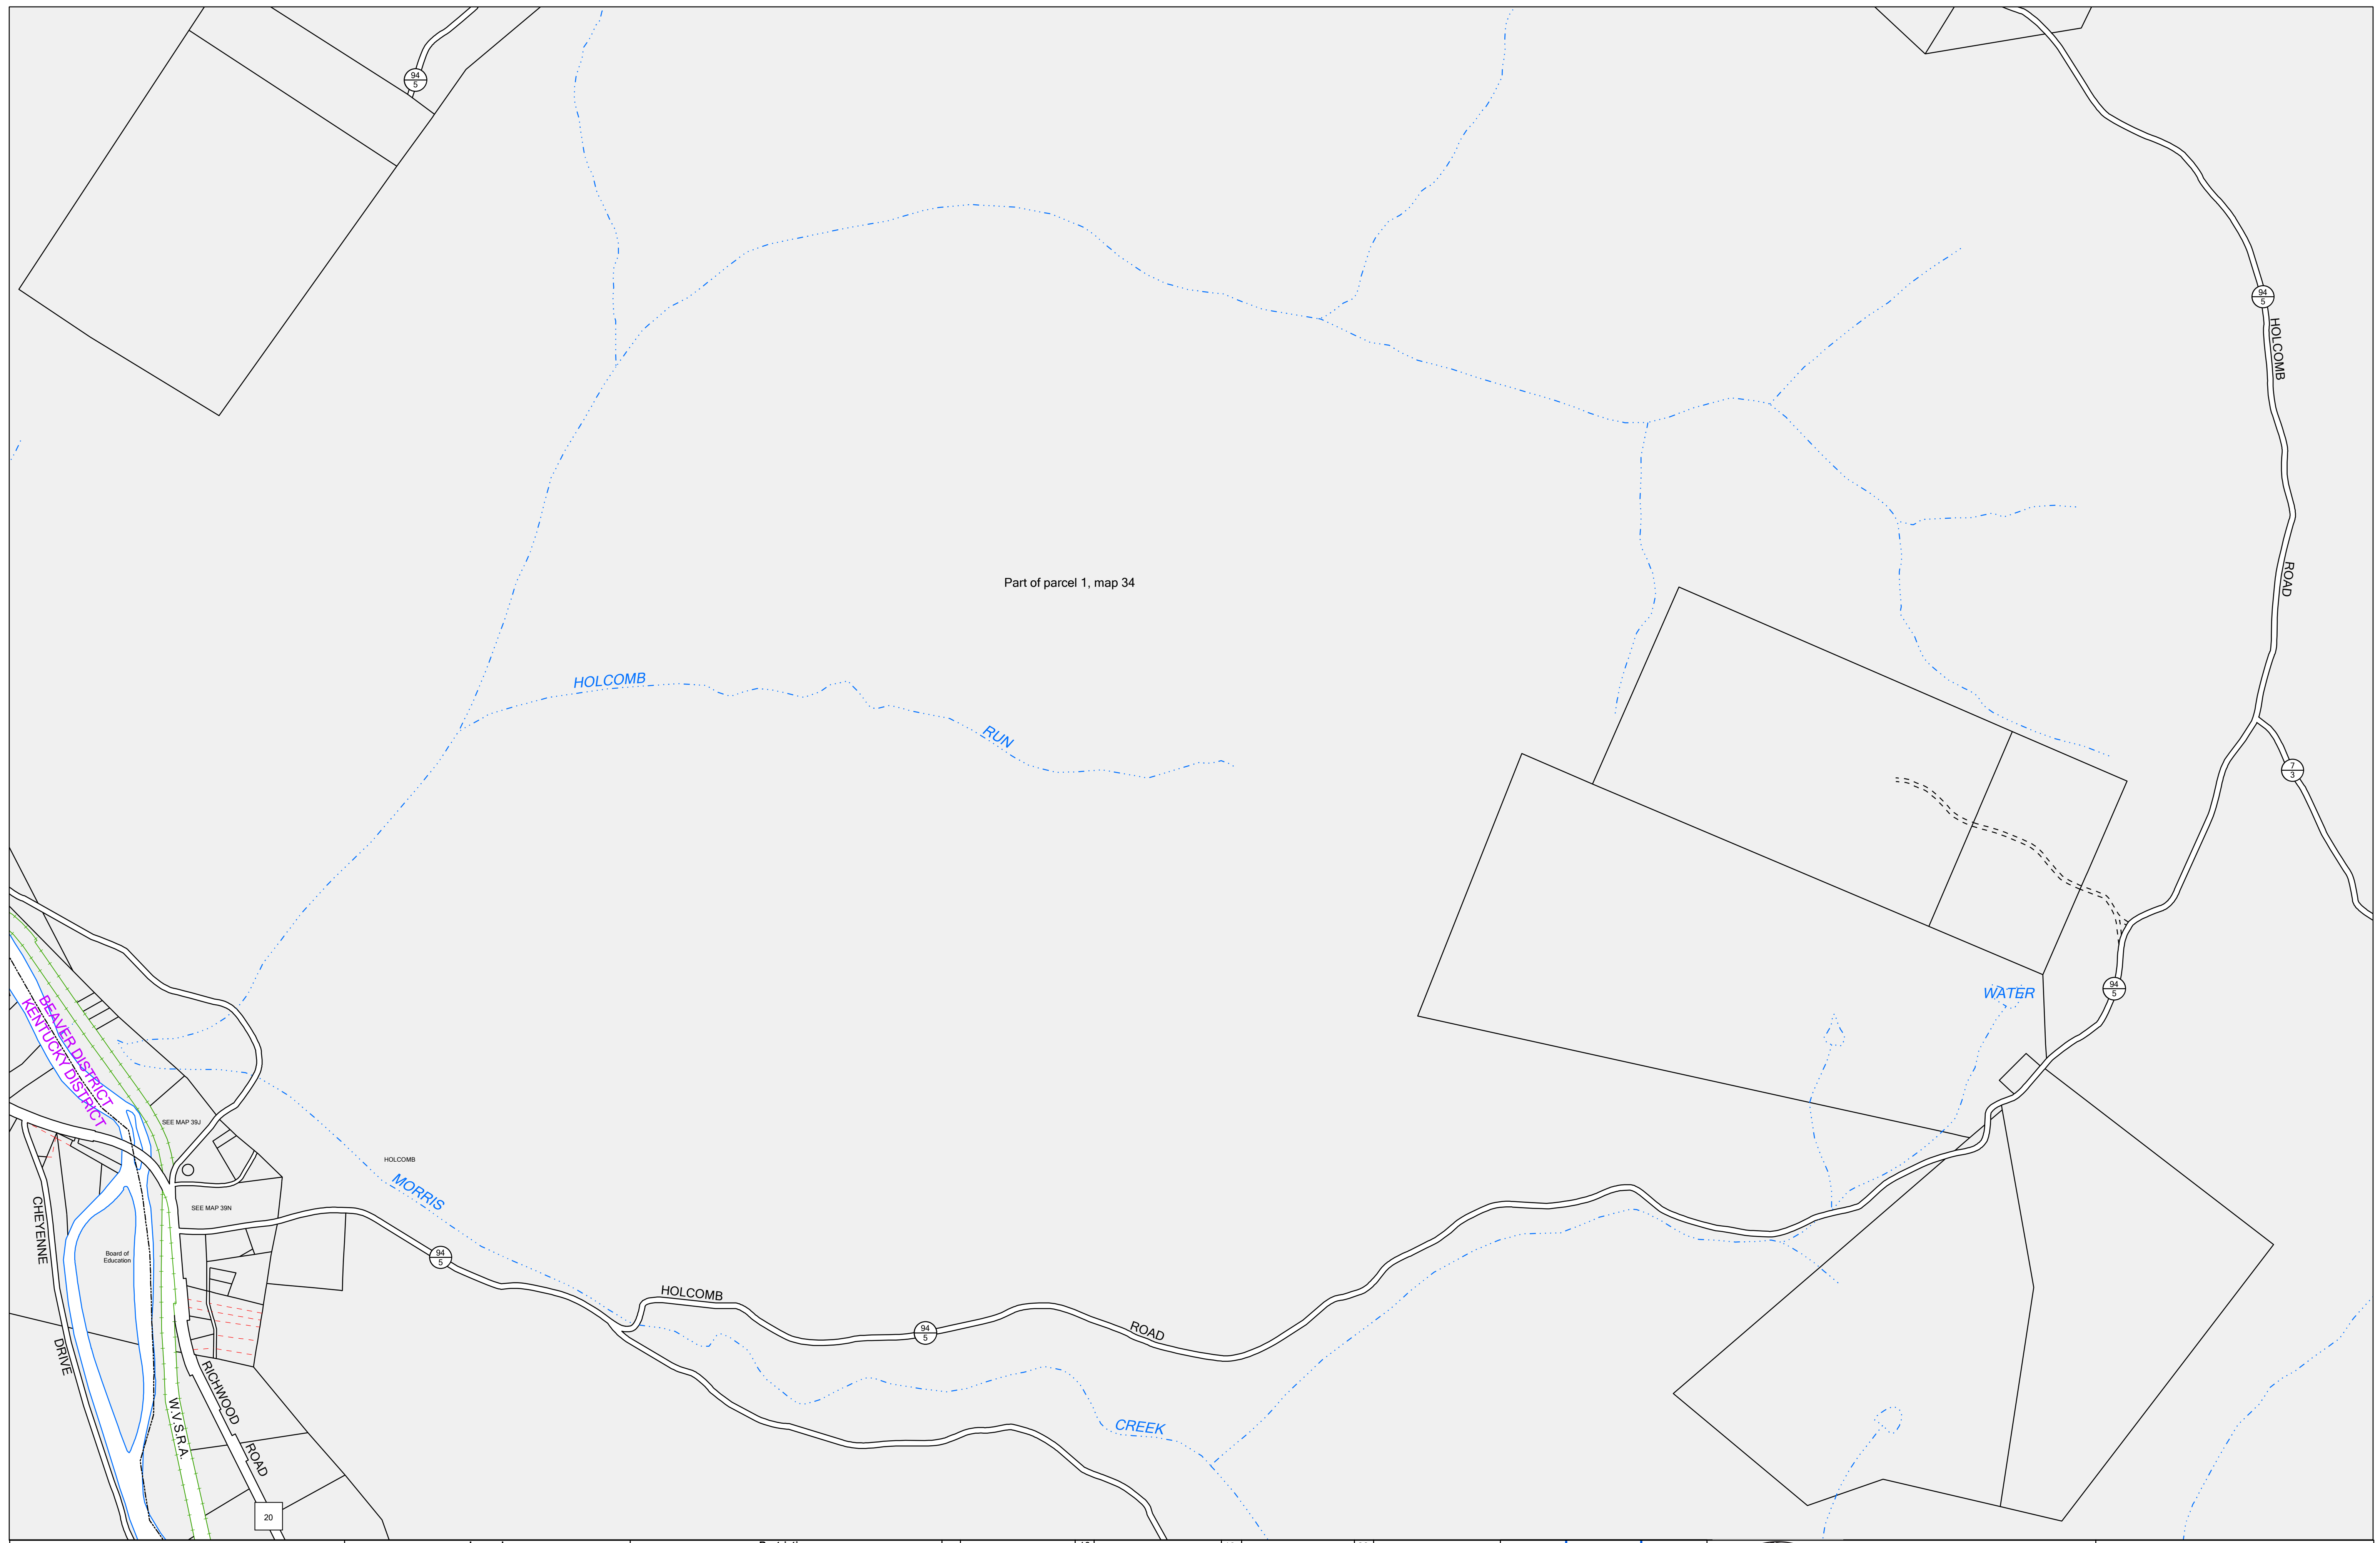 94
5
94
5
HOLCOMB
ROAD
Part of parcel 1, map 34
HOLCOMB
RUN
7
3
94
5
WATER
BEAVER DISTRICT
KENTUCKY DISTRICT
SEE MAP 39J
HOLCOMB
MORRIS
SEE MAP 39N
CHEYENNE
Board of
Education
94
5
HOLCOMB
94
5
ROAD
DRIVE
RICHWOOD
W.V.S.R.A.
CREEK
ROAD
20